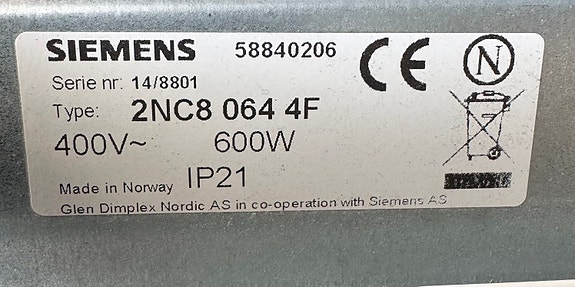 SIEMENS 58840206
Serie nr: 14/8801
Type: 2NC8 064 4F
400V~ 600W
Made in Norway IP21
Glen Dimplex Nordic AS in co-operation with Siemens AS
CE
N